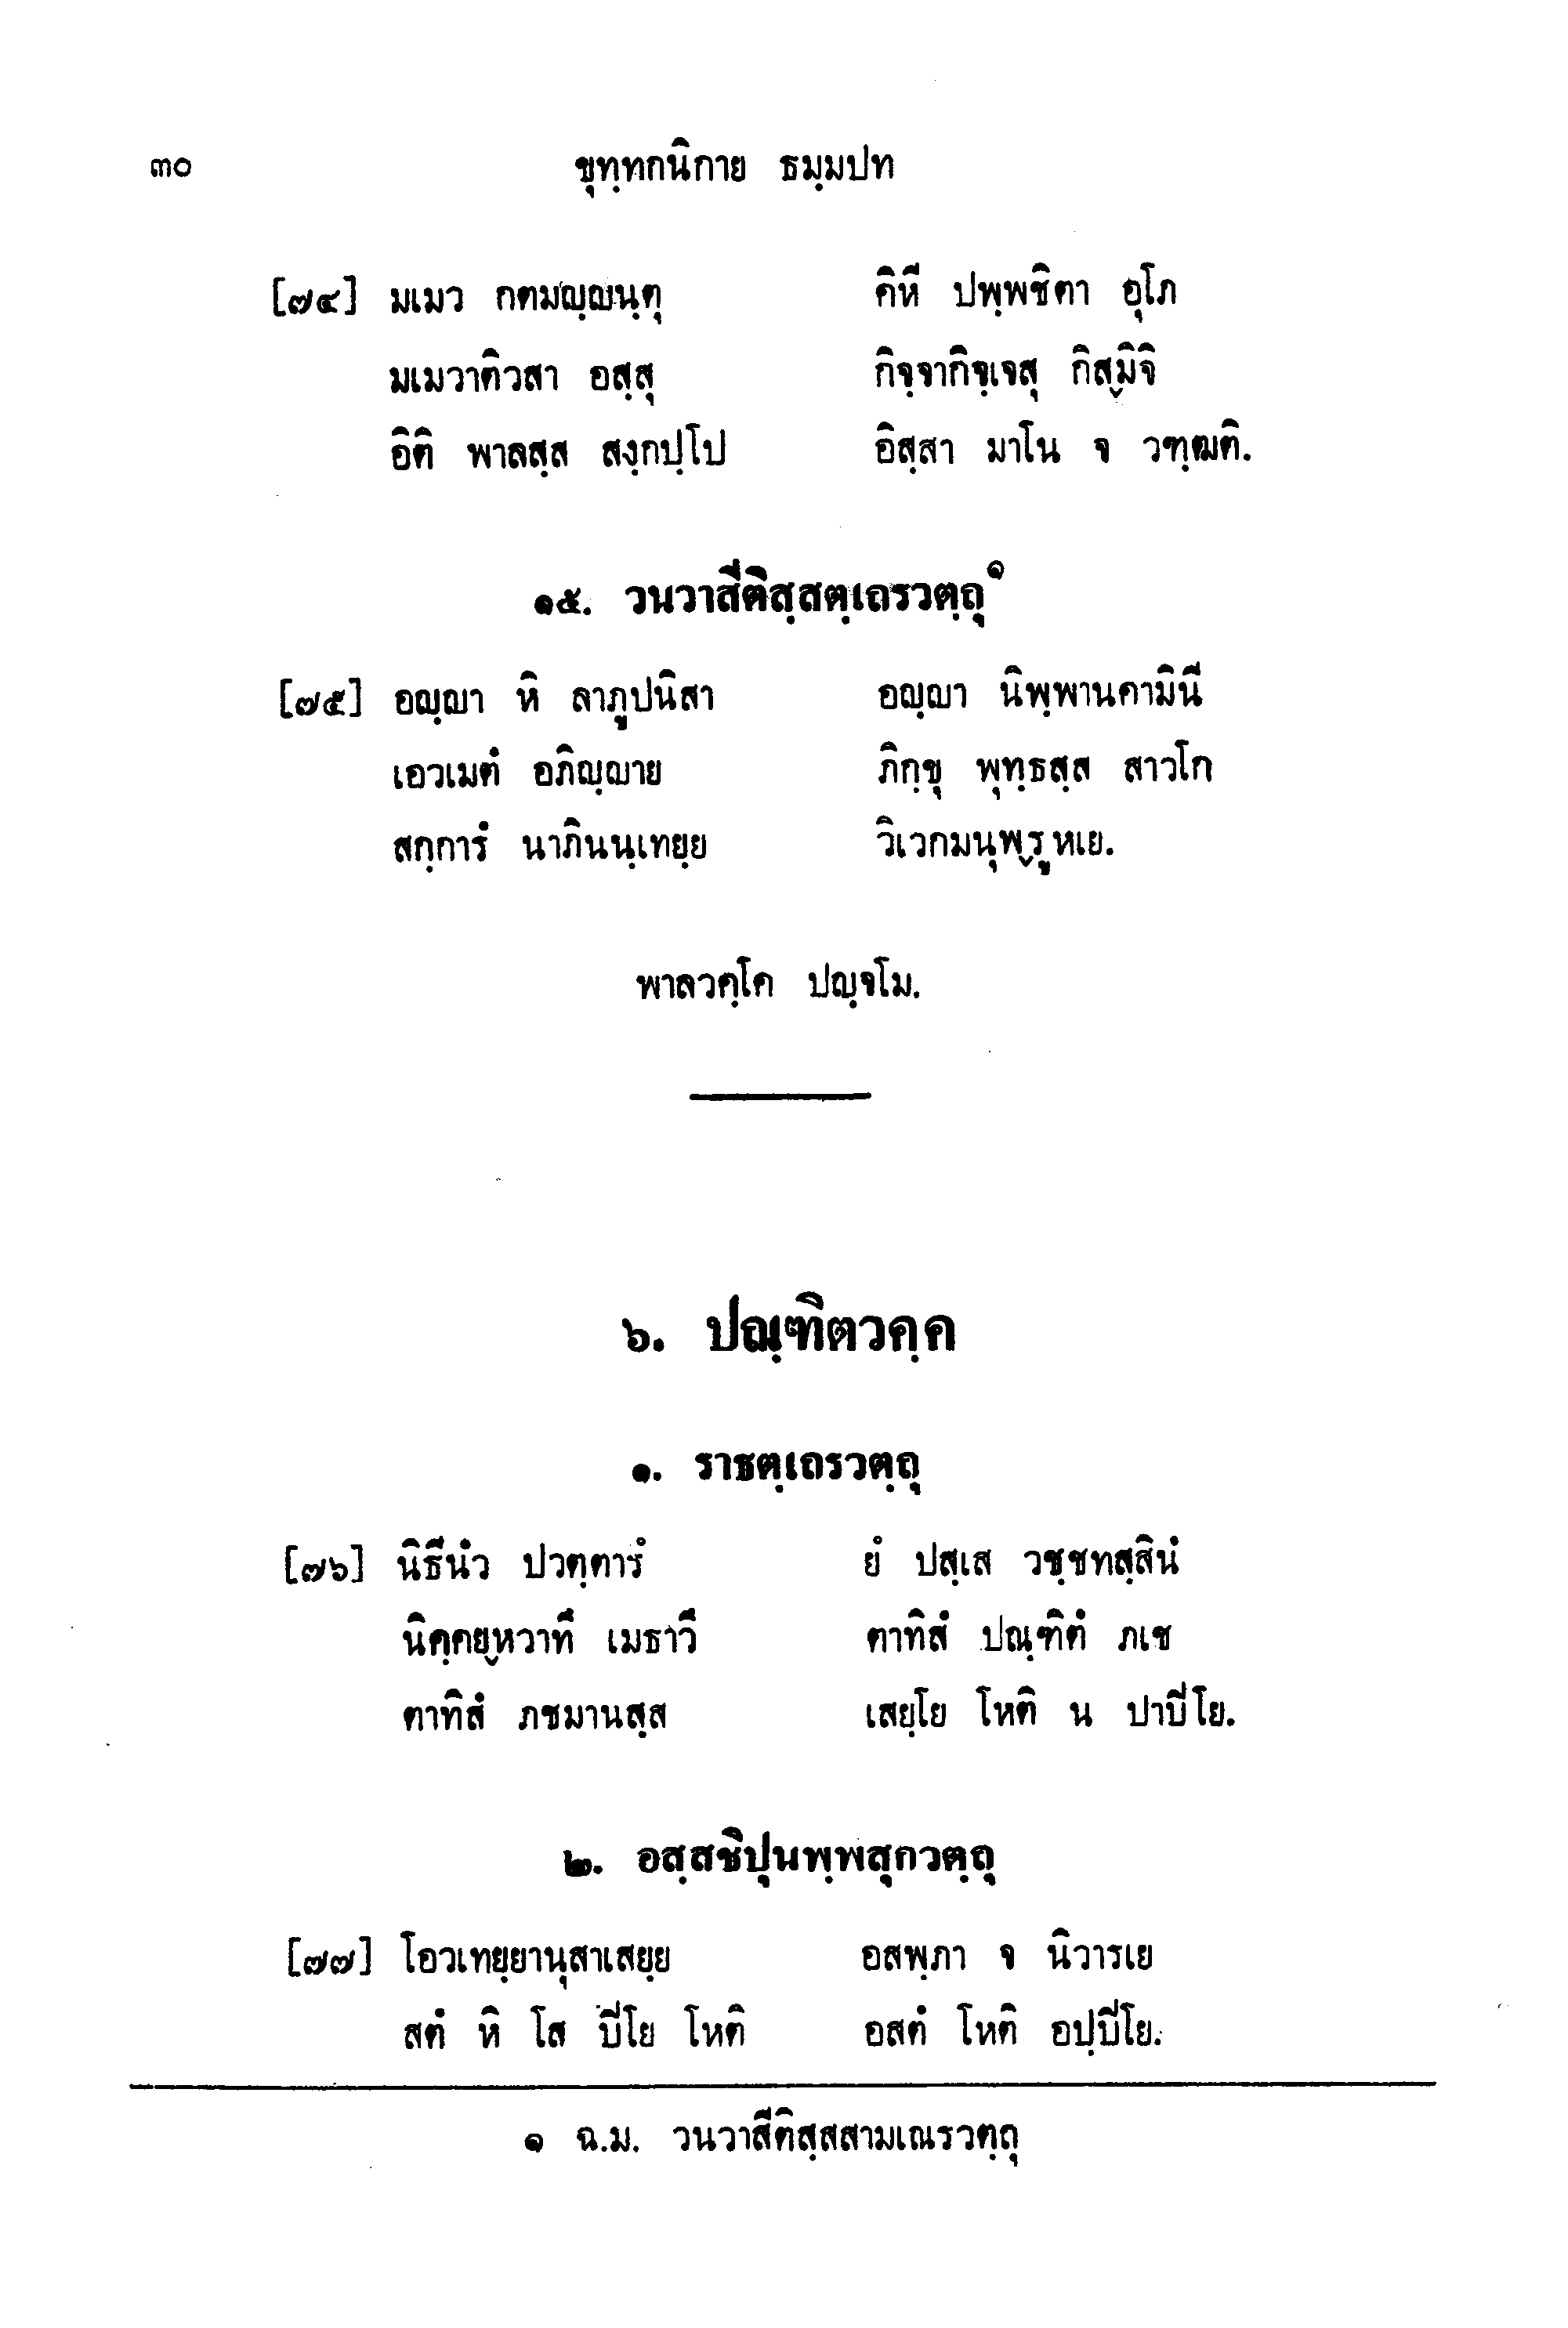 ๓๐ ขุทฺทกนิกาย ธมฺมปท
[๗๔] มเมว กตมญฺญนฺตุ คิหี ปพฺพชิตา อุโภ
มเมวาติวสา อสฺสุ กิจฺจากิจฺเจสุ กิสฺมิจิ
อิติ พาลสฺส สงฺกปฺโป อิสฺสา มาโน จ วฑฺฒติ.
๑๕. วนวาสีติสฺสตฺเถรวตฺถุ ๑
[๗๕] อญฺญา หิ ลาภูปนิสา อญฺญา นิพฺพานคามินี
เอวเมตํ อภิญฺญาย ภิกฺขุ พุทฺธสฺส สาวโก
สกฺการํ นาภินนฺเทยฺย วิเวกมนุพฺรูหเย.
พาลวคฺโค ปญฺจโม.
๖. ปณฺฑิตวคฺค
๑. ราธตฺเถรวตฺถุ
[๗๖] นิธีนํว ปวตฺตารํ ยํ ปสฺเส วชฺชทสฺสินํ
นิคฺคยฺหวาทึ เมธาวึ ตาทิสํ ปณฺฑิตํ ภเช
ตาทิสํ ภชมานสฺส เสยฺโย โหติ น ปาปิโย.
๒. อสฺสชิปุนพฺพสุกวตฺถุ
[๗๗] โอวเทยฺยานุสาเสยฺย อสพฺภา จ นิวารเย
สตํ หิ โส ปิโย โหติ อสตํ โหติ อปฺปิโย.
๑ ฉ.ม. วนวาสีติสฺสสามเณรวตฺถุ